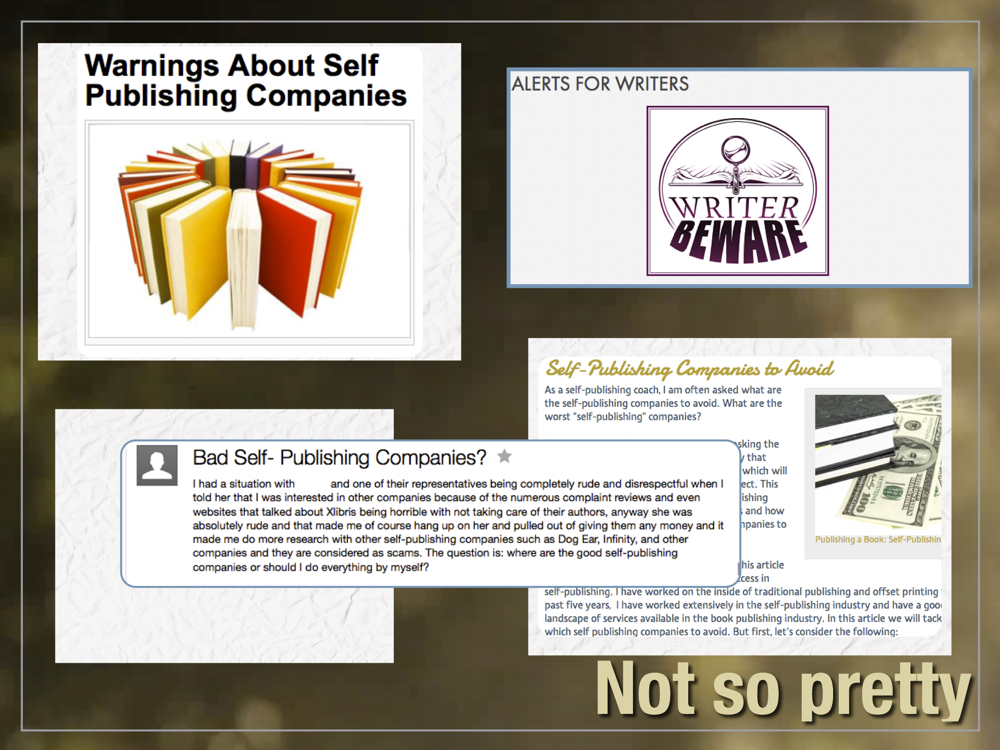 Warnings About Self
Publishing Companies
ALERTS FOR WRITERS
WRITER
BEWARE
Self-Publishing Companies to Avoid
As a self-publishing coach, I am often asked what are
the self-publishing companies to avoid. What are the
worst "self-publishing" companies?
sking the
that
which will
ect. This
ishing
and how
mpanies to
Publishing a Book: Self-Publishin
his article
ccess in
self-publishing. I have worked on the inside of traditional publishing and offset printing
past five years, I have worked extensively in the self-publishing industry and have a goo
landscape of services available in the book publishing industry. In this article we will tack
which self publishing companies to avoid. But first, let's consider the following:
Bad Self- Publishing Companies?
I had a situation with and one of their representatives being completely rude and disrespectful when I
told her that I was interested in other companies because of the numerous complaint reviews and even
websites that talked about Xlibris being horrible with not taking care of their authors, anyway she was
absolutely rude and that made me of course hang up on her and pulled out of giving them any money and it
made me do more research with other self-publishing companies such as Dog Ear, Infinity, and other
companies and they are considered as scams. The question is: where are the good self-publishing
companies or should I do everything by myself?
100
Not so pretty